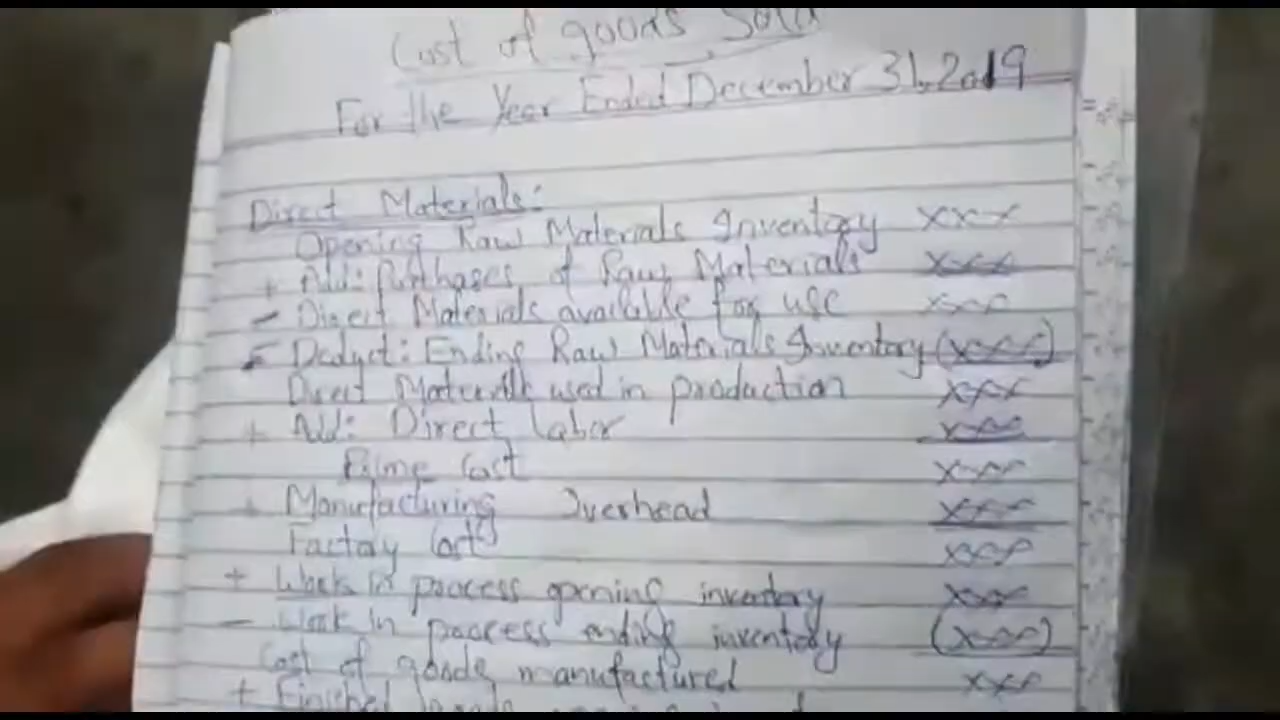 Cost of goods Sold
For the Year Ended December 31, 2019
Direct Materials:
Opening Raw Materials Inventory xxx
+ Add: Purchases of Raw Materials xxx
- Direct Materials available for use xxx
Deduct: Ending Raw Materials Inventory (xxx)
Direct Materials used in production xxx
+ Add: Direct Labor xxx
Prime Cost xxx
+ Manufacturing Overhead xxx
Factory Cost xxx
+ Work in process opening inventory xxx
- Work in process ending inventory (xxx)
Cost of goods manufactured xxx
+ Finished goods